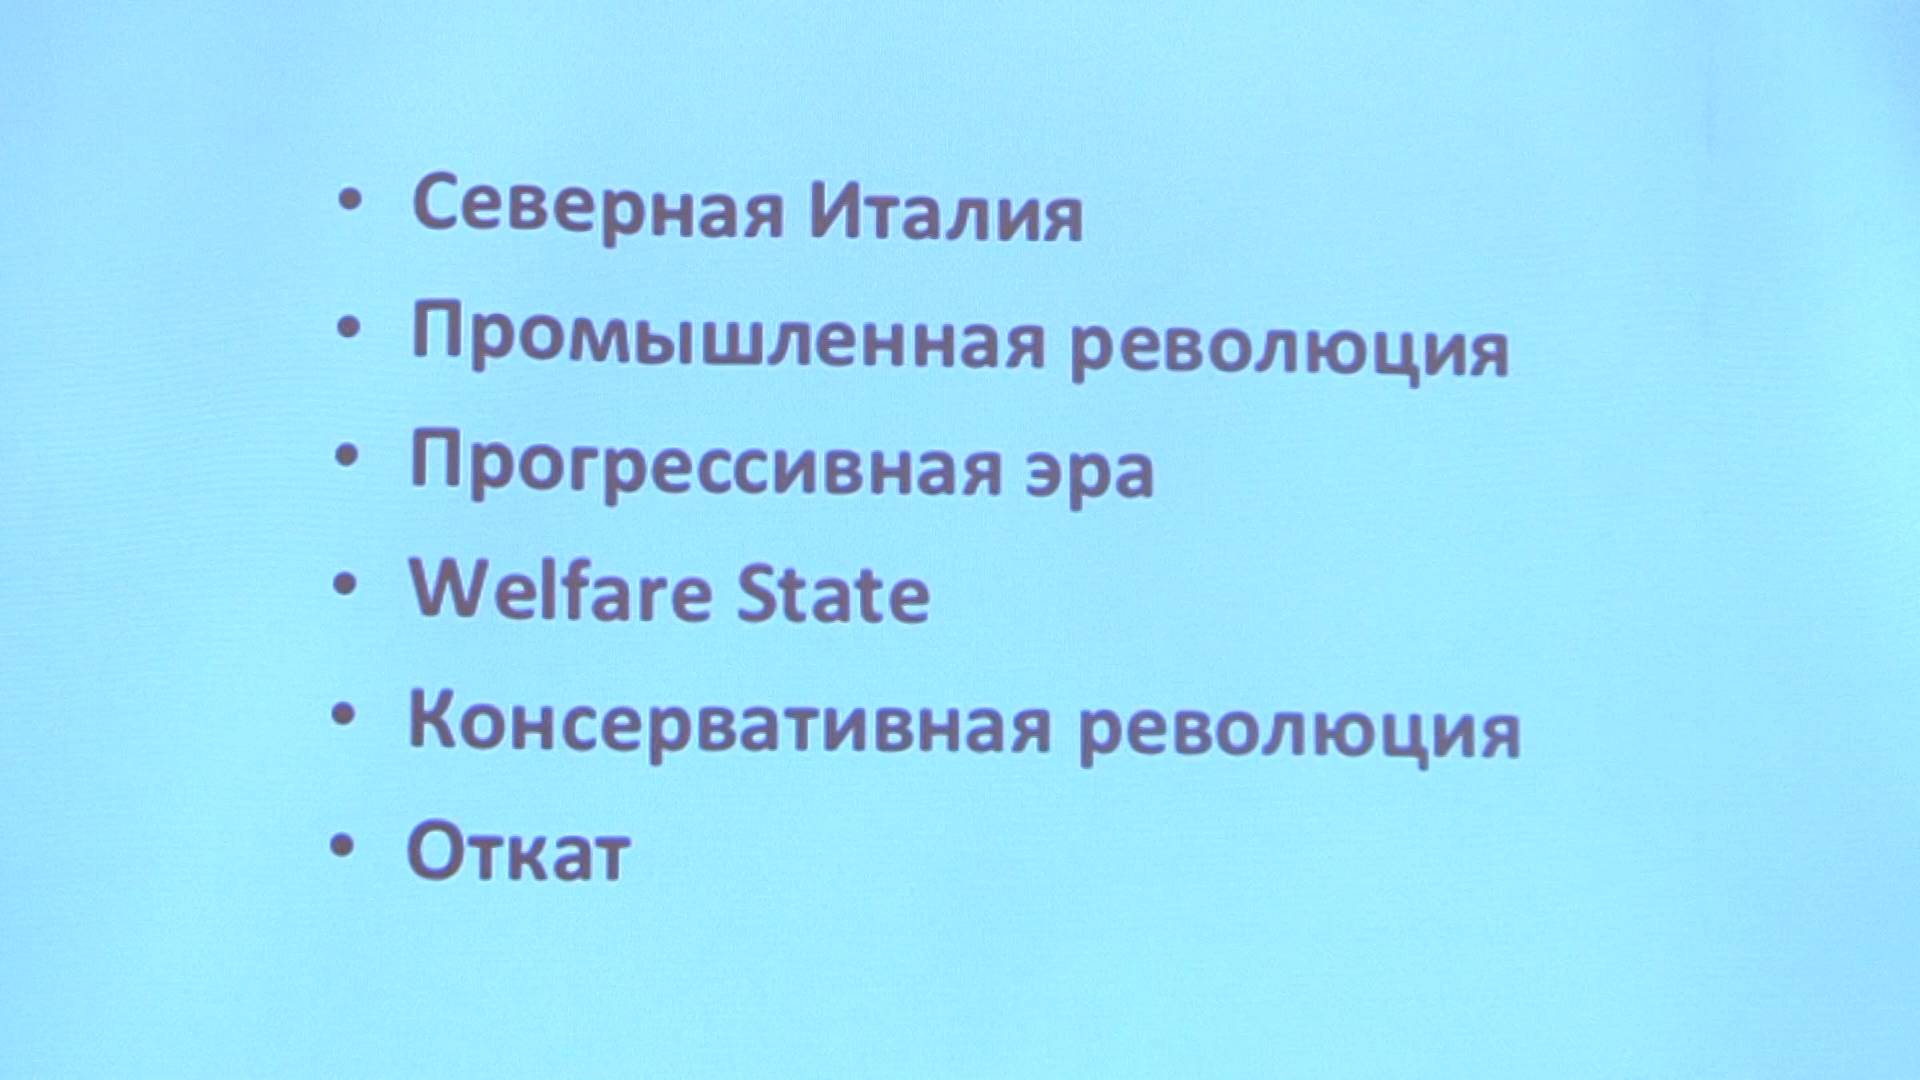 • Северная Италия
• Промышленная революция
• Прогрессивная эра
• Welfare State
• Консервативная революция
• Откат